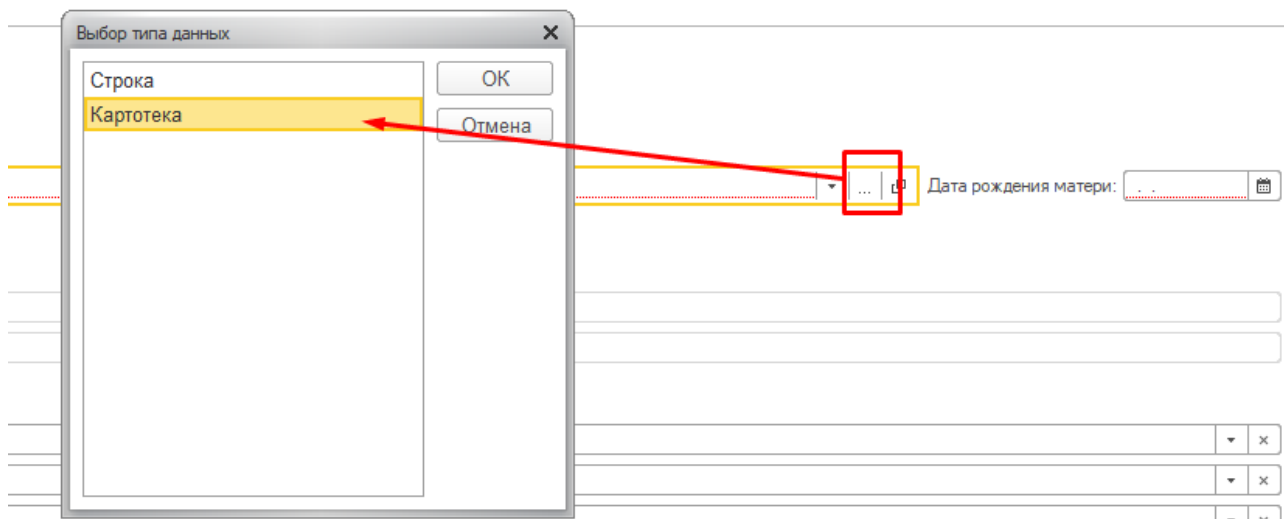 Выбор типа данных
Строка
Картотека
ОК
Отмена
...
Дата рождения матери: . .